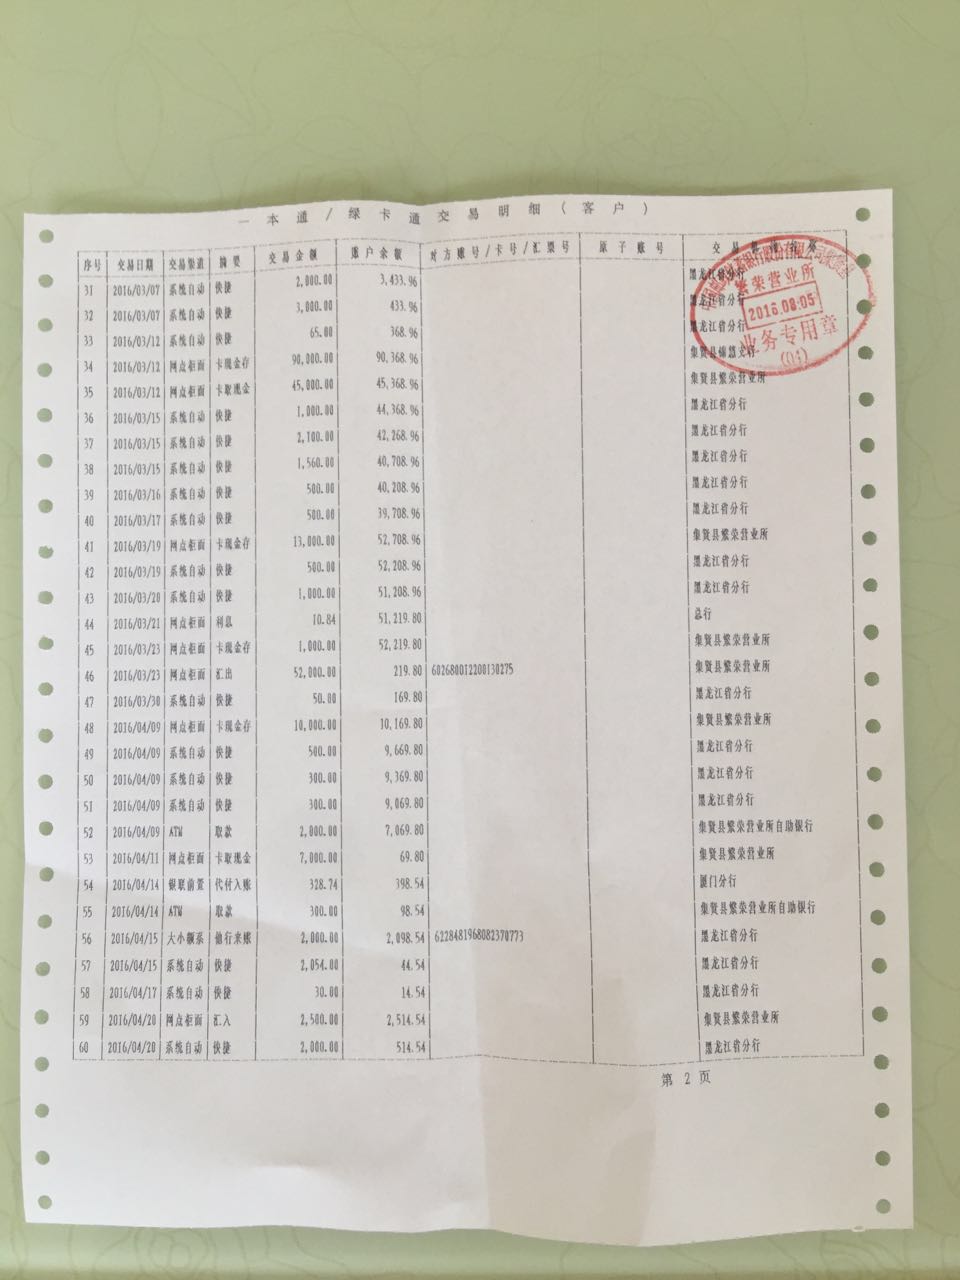 一本通/绿卡通交易明细(客户)
序号 交易日期 交易渠道 摘要 交易金额 账户余额 对方账号/卡号/汇票号 原子账号 交易
31 2016/03/07 系统自动 快捷 2,000.00 3,433.96 黑龙江省分行
32 2016/03/07 系统自动 快捷 3,000.00 433.96 黑龙江省分行
33 2016/03/12 系统自动 快捷 65.00 368.96 黑龙江省分行
34 2016/03/12 网点柜面 卡现金存 90,000.00 90,368.96 集贤县
35 2016/03/12 网点柜面 卡取现金 45,000.00 45,368.96 集贤县繁荣营业所
36 2016/03/15 系统自动 快捷 1,000.00 44,368.96 黑龙江省分行
37 2016/03/15 系统自动 快捷 2,100.00 42,268.96 黑龙江省分行
38 2016/03/15 系统自动 快捷 1,560.00 40,708.96 黑龙江省分行
39 2016/03/16 系统自动 快捷 500.00 40,208.96 黑龙江省分行
40 2016/03/17 系统自动 快捷 500.00 39,708.96 黑龙江省分行
41 2016/03/19 网点柜面 卡现金存 13,000.00 52,708.96 集贤县繁荣营业所
42 2016/03/19 系统自动 快捷 500.00 52,208.96 黑龙江省分行
43 2016/03/20 系统自动 快捷 1,000.00 51,208.96 黑龙江省分行
44 2016/03/21 网点柜面 利息 10.84 51,219.80 总行
45 2016/03/23 网点柜面 卡现金存 1,000.00 52,219.80 集贤县繁荣营业所
46 2016/03/23 网点柜面 汇出 52,000.00 219.80 602680012200130275 集贤县繁荣营业所
47 2016/03/30 系统自动 快捷 50.00 169.80 黑龙江省分行
48 2016/04/09 网点柜面 卡现金存 10,000.00 10,169.80 集贤县繁荣营业所
49 2016/04/09 系统自动 快捷 500.00 9,669.80 黑龙江省分行
50 2016/04/09 系统自动 快捷 300.00 9,369.80 黑龙江省分行
51 2016/04/09 系统自动 快捷 300.00 9,069.80 黑龙江省分行
52 2016/04/09 ATM 取款 2,000.00 7,069.80 集贤县繁荣营业所自助银行
53 2016/04/11 网点柜面 卡取现金 7,000.00 69.80 集贤县繁荣营业所
54 2016/04/14 银联前置 代付入账 328.74 398.54 厦门分行
55 2016/04/14 ATM 取款 300.00 98.54 集贤县繁荣营业所自助银行
56 2016/04/15 大小额系 他行来账 2,000.00 2,098.54 6228481968082370773 黑龙江省分行
57 2016/04/15 系统自动 快捷 2,054.00 44.54 黑龙江省分行
58 2016/04/17 系统自动 快捷 30.00 14.54 黑龙江省分行
59 2016/04/20 网点柜面 汇入 2,500.00 2,514.54 集贤县繁荣营业所
60 2016/04/20 系统自动 快捷 2,000.00 514.54 黑龙江省分行
第 2 页
繁荣营业所
2016.08.05
业务专用章
(01)